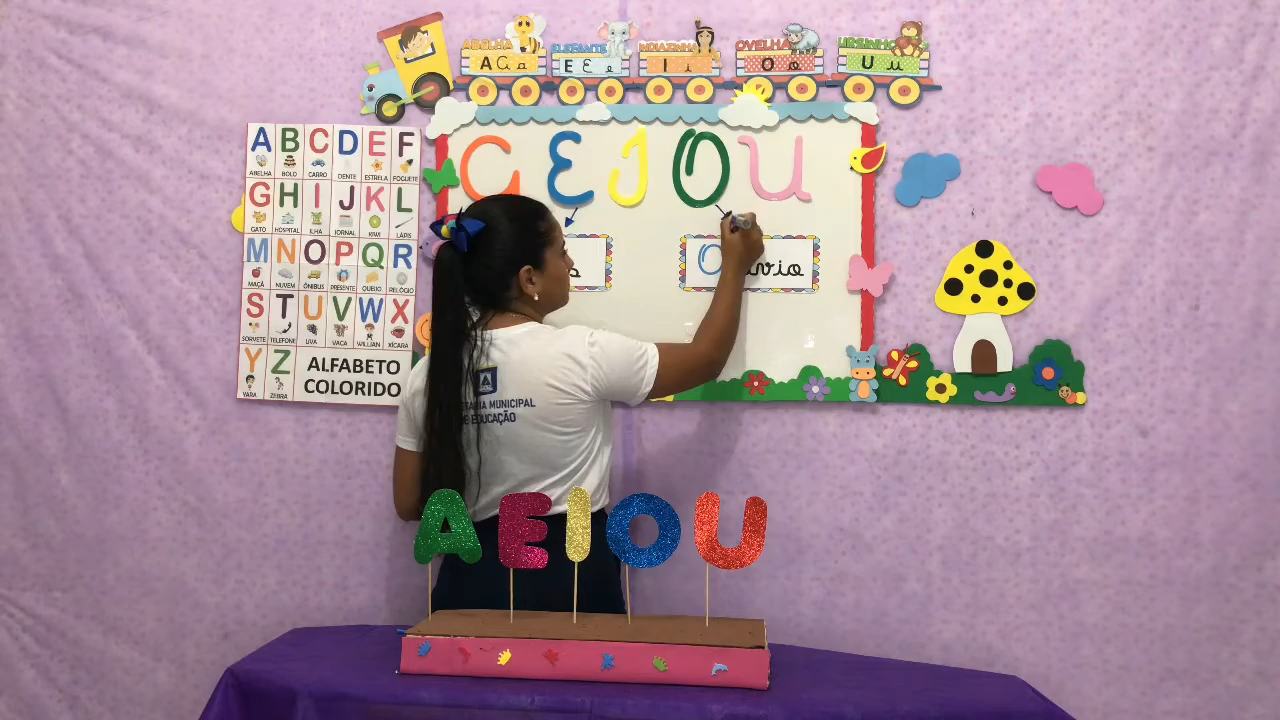 ABELHA ELEFANTE INDIAZINHA OVELHA URSINHO
A a a E E e I i O o U u
A B C D E F
ABELHA BOLO CARRO DENTE ESTRELA FOGUETE
G H I J K L
GATO HOSPITAL ILHA JORNAL KIWI LÁPIS
M N O P Q R
MAÇÃ NUVEM ÔNIBUS PRESENTE QUEIJO RELÓGIO
S T U V W X
SORVETE TELEFONE UVA VACA WILLIAN XÍCARA
Y Z
YARA ZEBRA
ALFABETO
COLORIDO
a E I O U
MUNICIPAL
EDUCAÇÃO
A E I O U